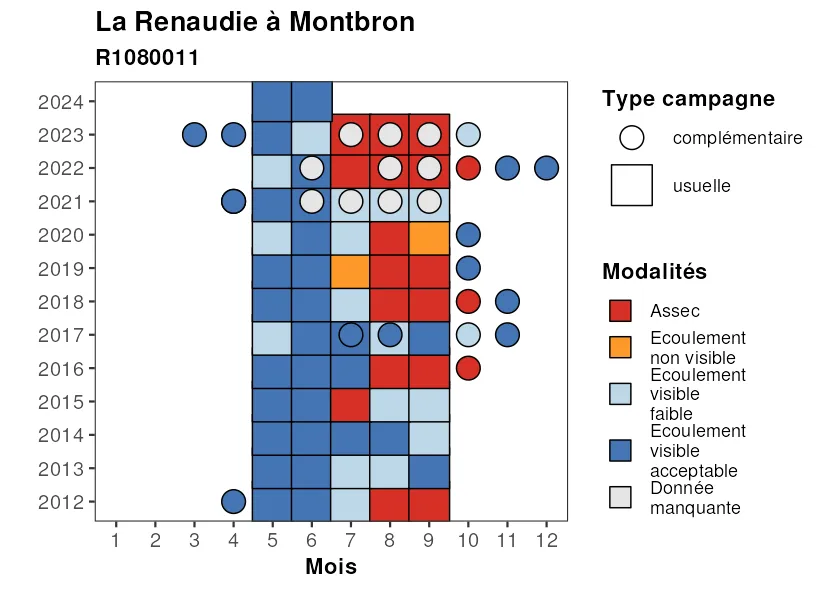 La Renaudie à Montbron
R1080011
2024
2023
2022
2021
2020
2019
2018
2017
2016
2015
2014
2013
2012
1 2 3 4 5 6 7 8 9 10 11 12
Mois
Type campagne
complémentaire
usuelle
Modalités
Assec
Ecoulement
non visible
Ecoulement
visible
faible
Ecoulement
visible
acceptable
Donnée
manquante